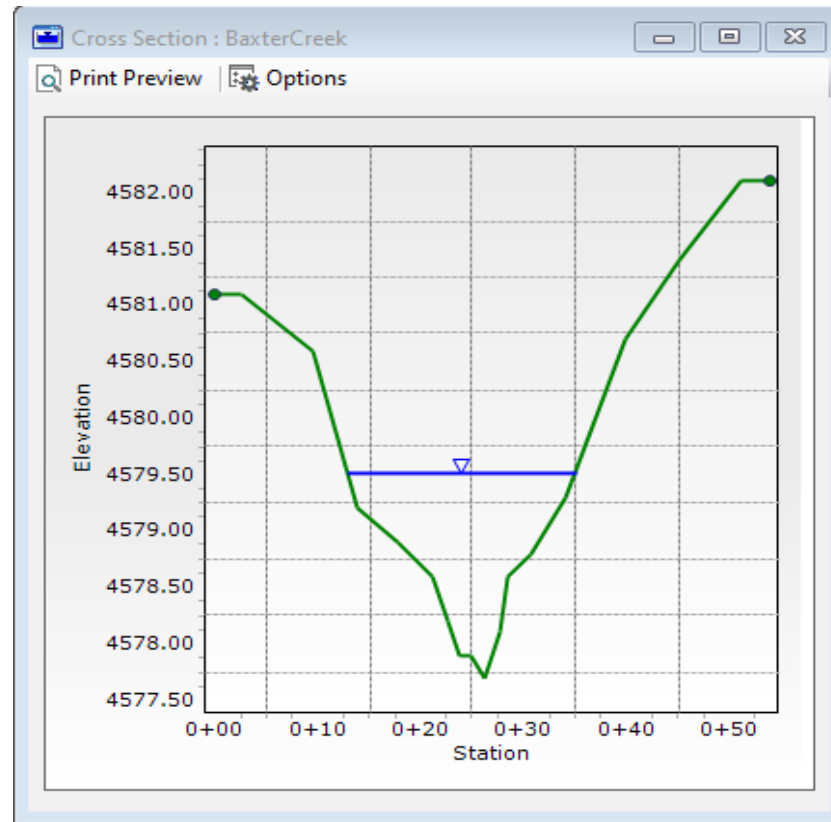 Cross Section : BaxterCreek
Print Preview Options
4582.00
4581.50
4581.00
4580.50
4580.00
4579.50
4579.00
4578.50
4578.00
4577.50
Elevation
0+00 0+10 0+20 0+30 0+40 0+50
Station